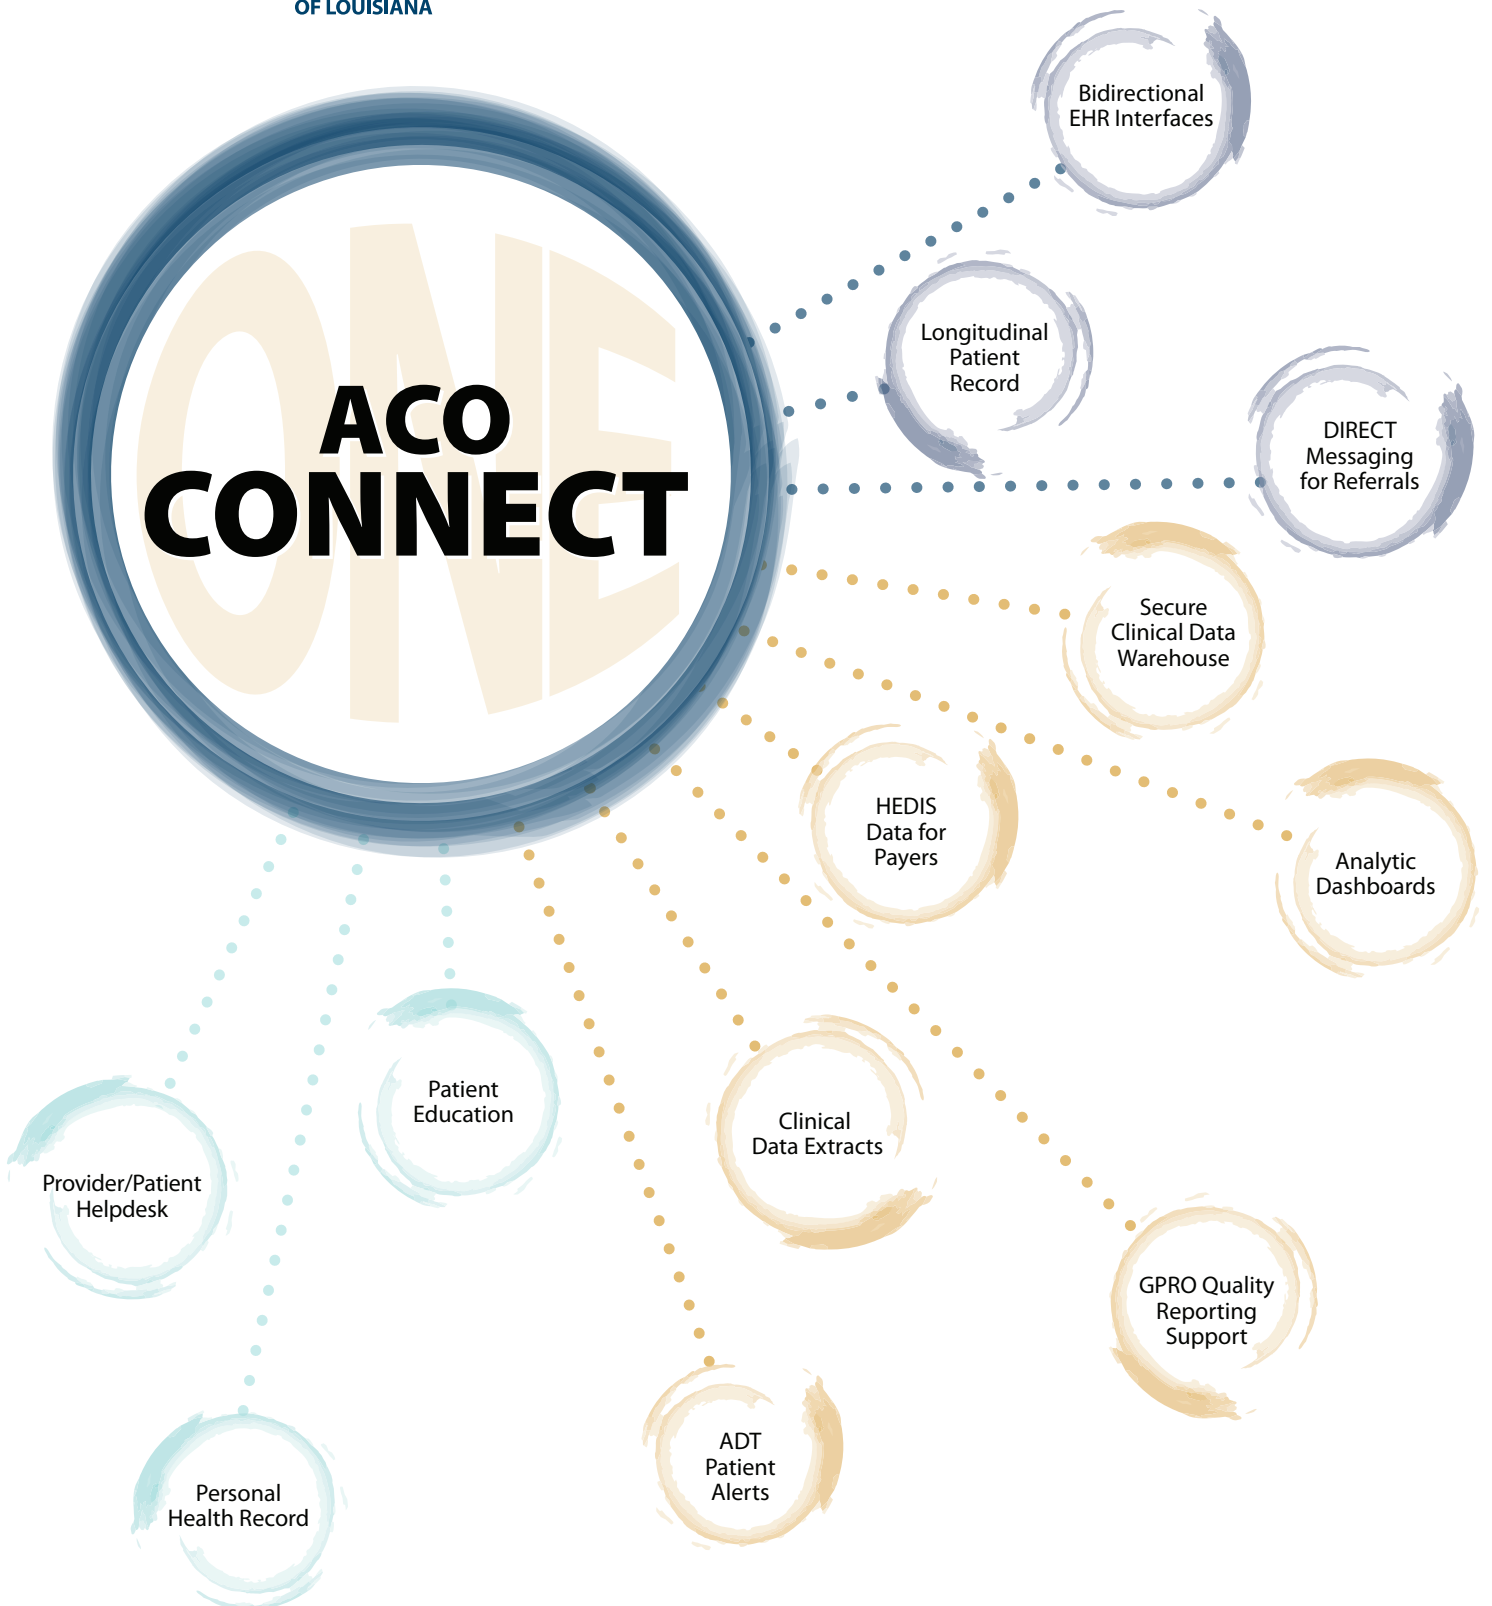 OF LOUISIANA
Bidirectional
EHR Interfaces
ONE
ACO
CONNECT
Longitudinal
Patient
Record
DIRECT
Messaging
for Referrals
Secure
Clinical Data
Warehouse
HEDIS
Data for
Payers
Analytic
Dashboards
Patient
Education
Clinical
Data Extracts
Provider/Patient
Helpdesk
GPRO Quality
Reporting
Support
ADT
Patient
Alerts
Personal
Health Record